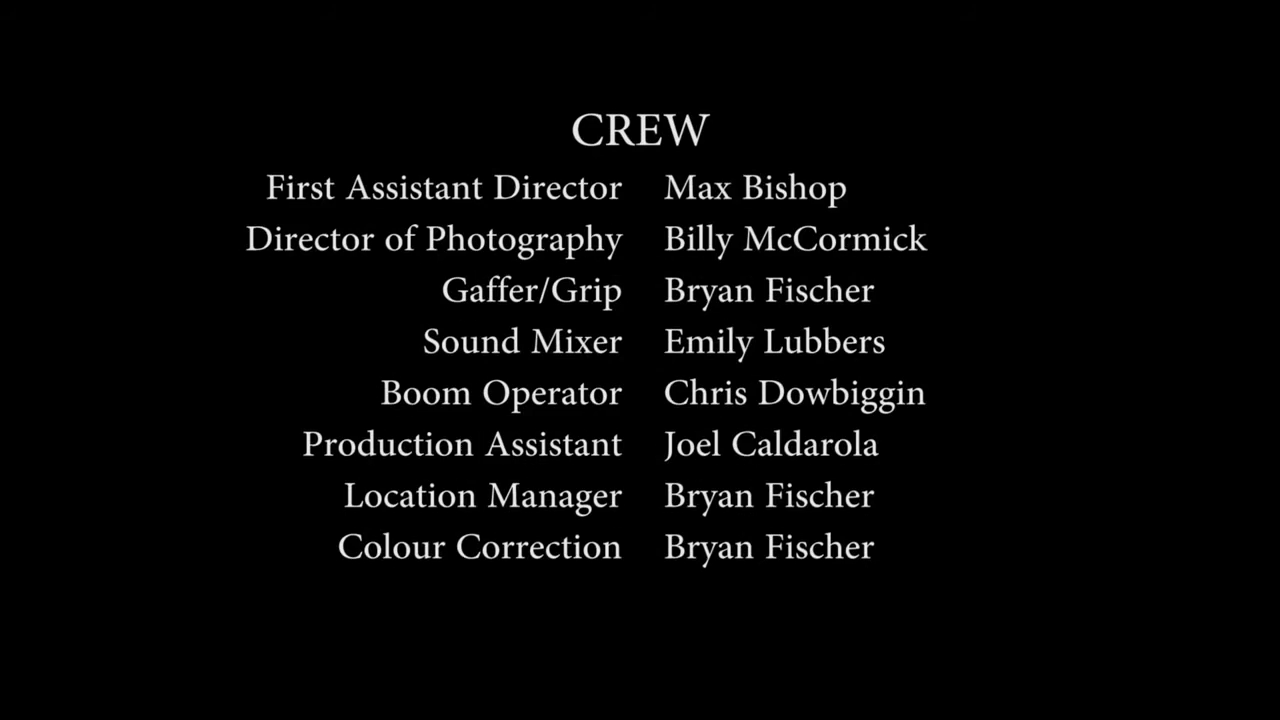 CREW
First Assistant Director Max Bishop
Director of Photography Billy McCormick
Gaffer/Grip Bryan Fischer
Sound Mixer Emily Lubbers
Boom Operator Chris Dowbiggin
Production Assistant Joel Caldarola
Location Manager Bryan Fischer
Colour Correction Bryan Fischer